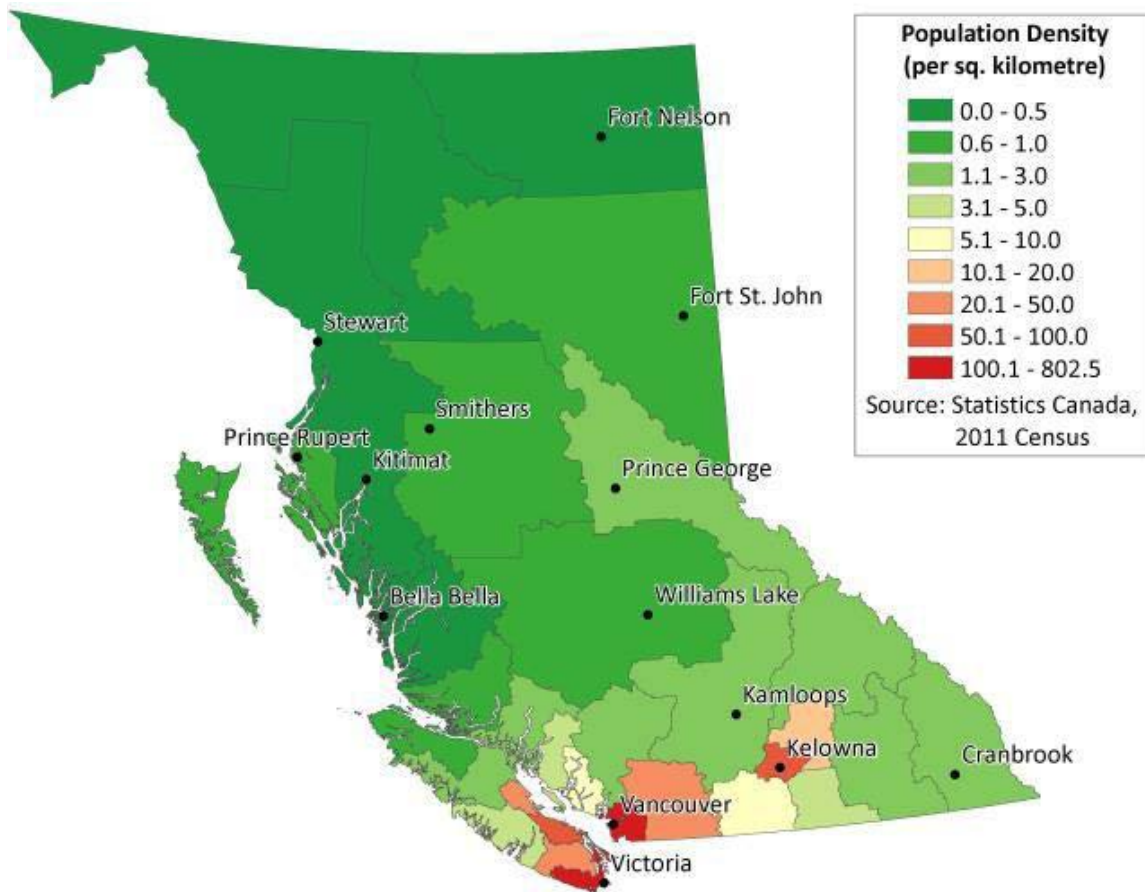 Population Density
(per sq. kilometre)
0.0 - 0.5
0.6 - 1.0
1.1 - 3.0
3.1 - 5.0
5.1 - 10.0
10.1 - 20.0
20.1 - 50.0
50.1 - 100.0
100.1 - 802.5
Source: Statistics Canada,
2011 Census
Fort Nelson
Fort St. John
Stewart
Smithers
Prince Rupert
Kitimat
Prince George
Bella Bella
Williams Lake
Kamloops
Kelowna
Cranbrook
Vancouver
Victoria